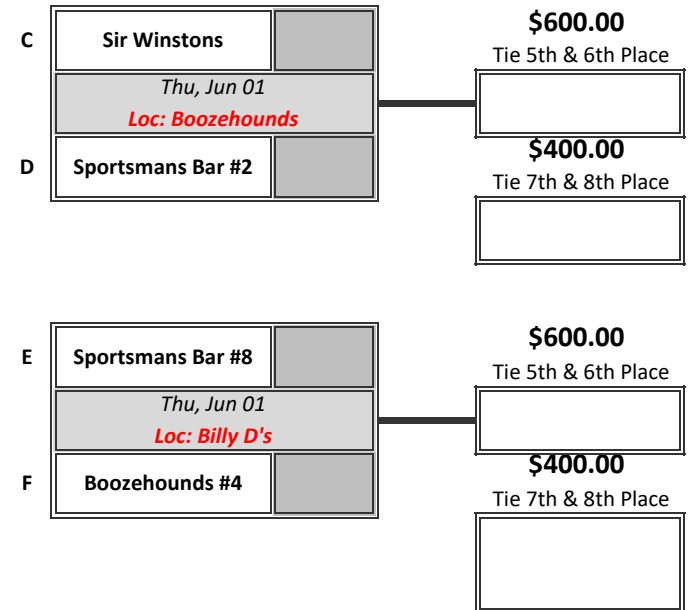 C
Sir Winstons
Thu, Jun 01
Loc: Boozehounds
D
Sportsmans Bar #2
$600.00
Tie 5th & 6th Place
$400.00
Tie 7th & 8th Place
E
Sportsmans Bar #8
Thu, Jun 01
Loc: Billy D's
F
Boozehounds #4
$600.00
Tie 5th & 6th Place
$400.00
Tie 7th & 8th Place